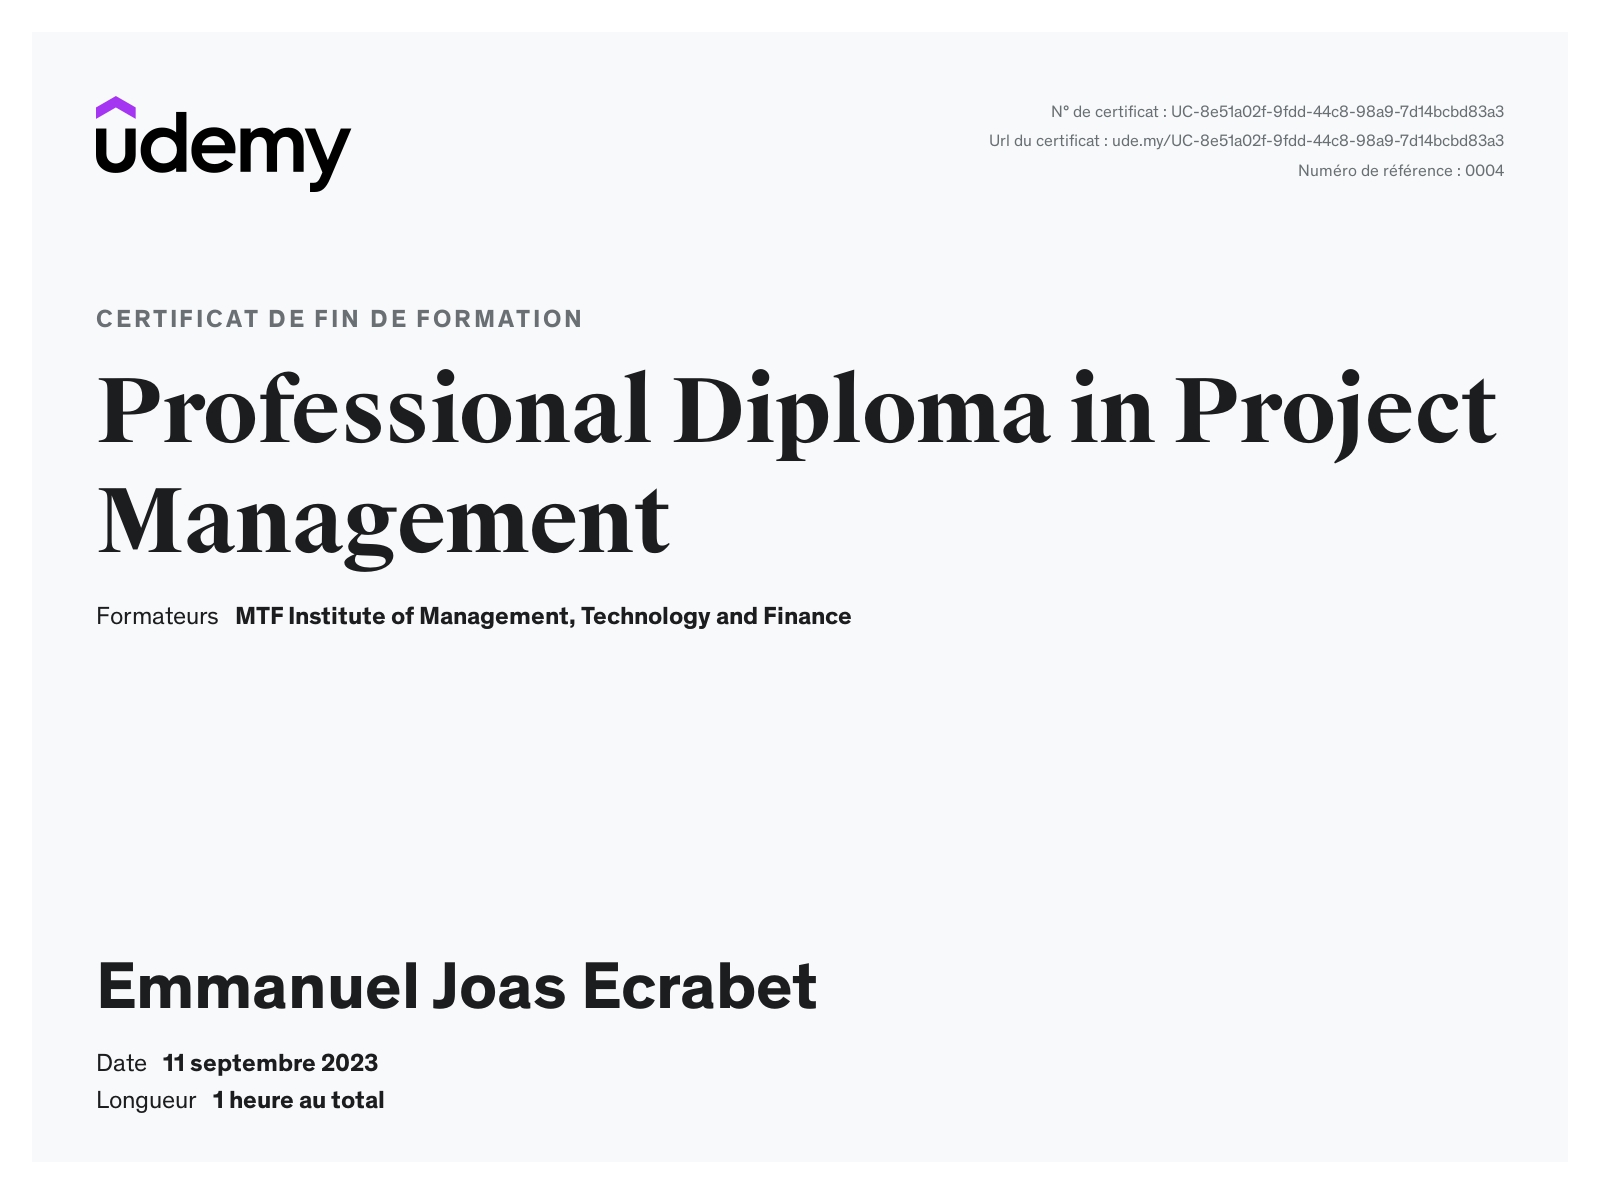 udemy
N° de certificat : UC-8e51a02f-9fdd-44c8-98a9-7d14bcbd83a3
Url du certificat : ude.my/UC-8e51a02f-9fdd-44c8-98a9-7d14bcbd83a3
Numéro de référence : 0004
CERTIFICAT DE FIN DE FORMATION
Professional Diploma in Project
Management
Formateurs MTF Institute of Management, Technology and Finance
Emmanuel Joas Ecrabet
Date 11 septembre 2023
Longueur 1 heure au total